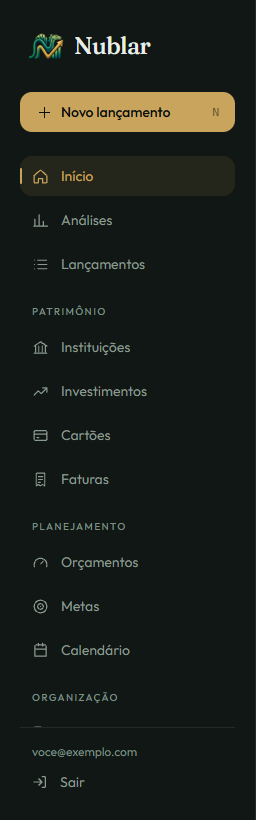 Nublar
Novo lançamento N
Início
Análises
Lançamentos
PATRIMÔNIO
Instituições
Investimentos
Cartões
Faturas
PLANEJAMENTO
Orçamentos
Metas
Calendário
ORGANIZAÇÃO
voce@exemplo.com
Sair